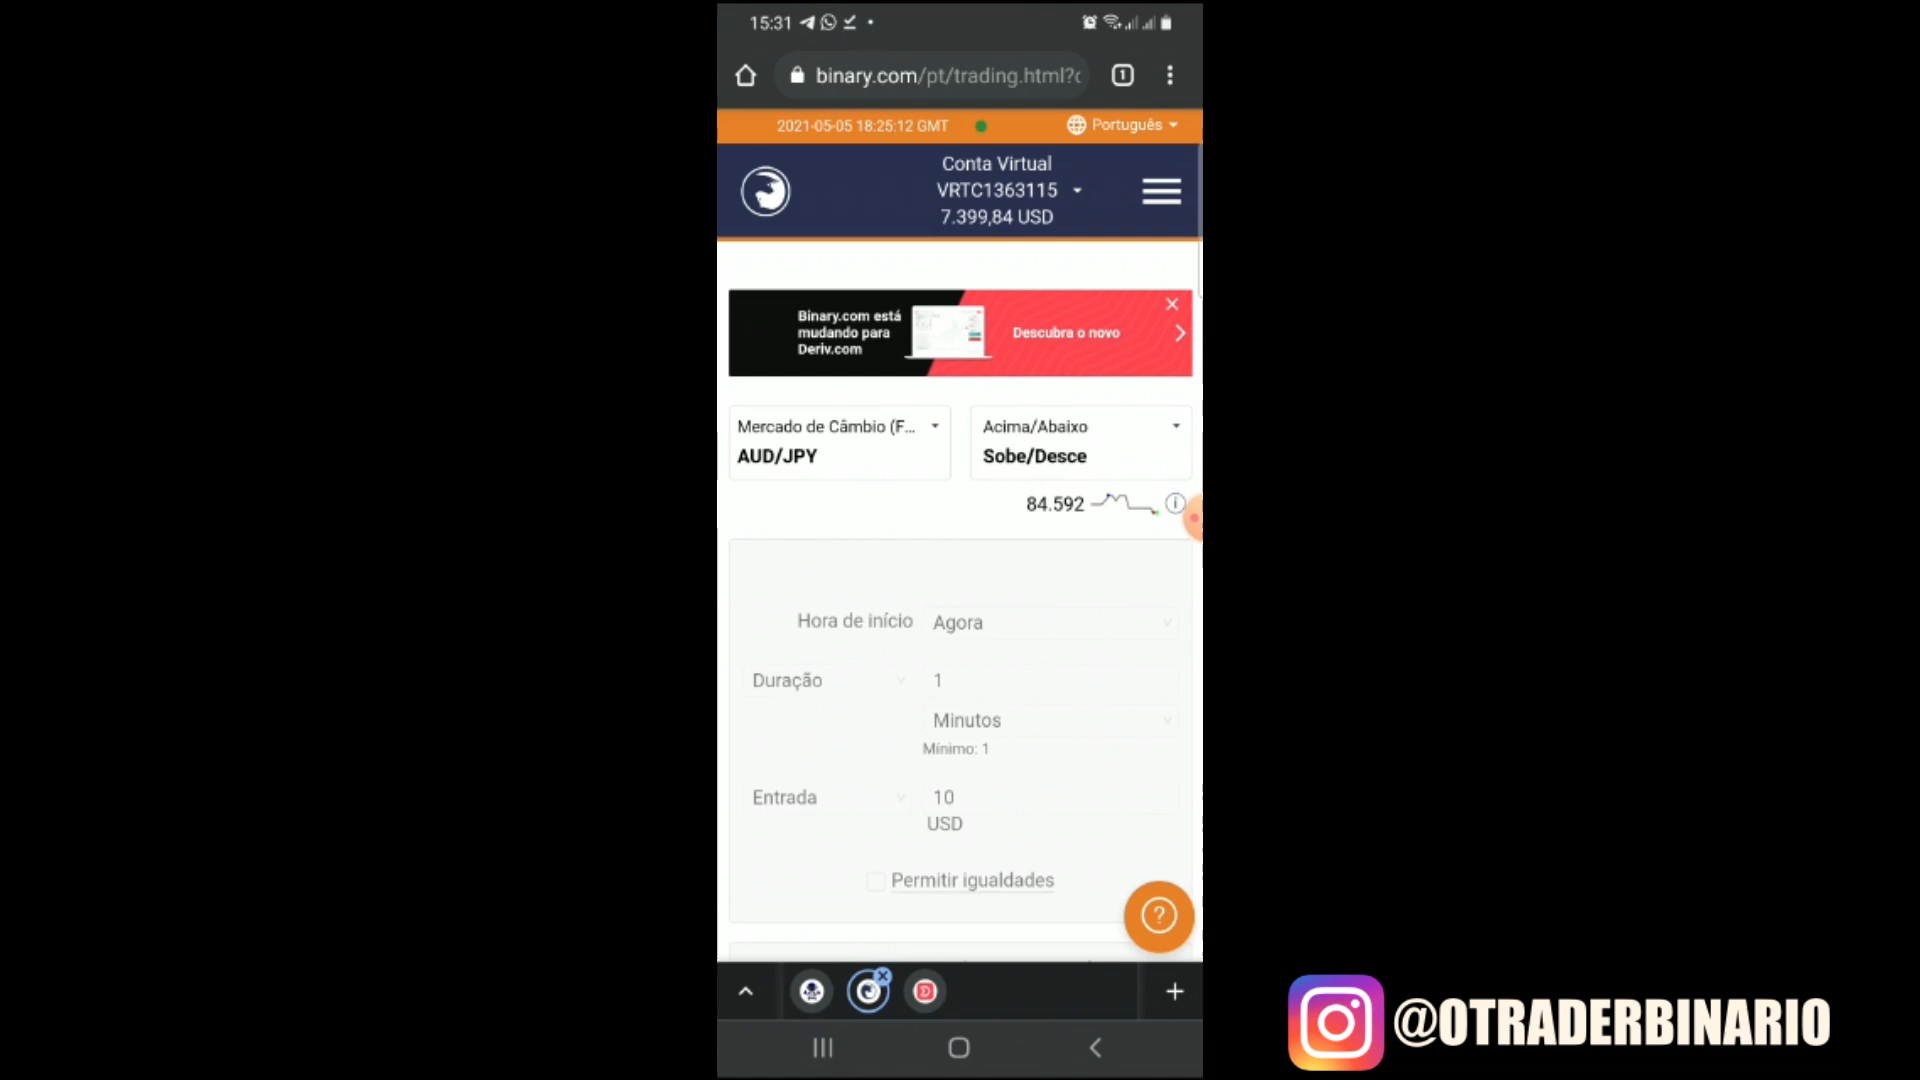 15:31
binary.com/pt/trading.html?c
1
2021-05-05 18:25:12 GMT
Português
Conta Virtual
VRTC1363115
7.399,84 USD
Binary.com está
mudando para
Deriv.com
Descubra o novo
Mercado de Câmbio (F...
AUD/JPY
Acima/Abaixo
Sobe/Desce
84.592
Hora de início
Agora
Duração
1
Minutos
Mínimo: 1
Entrada
10
USD
Permitir igualdades
?
@OTRADERBINARIO